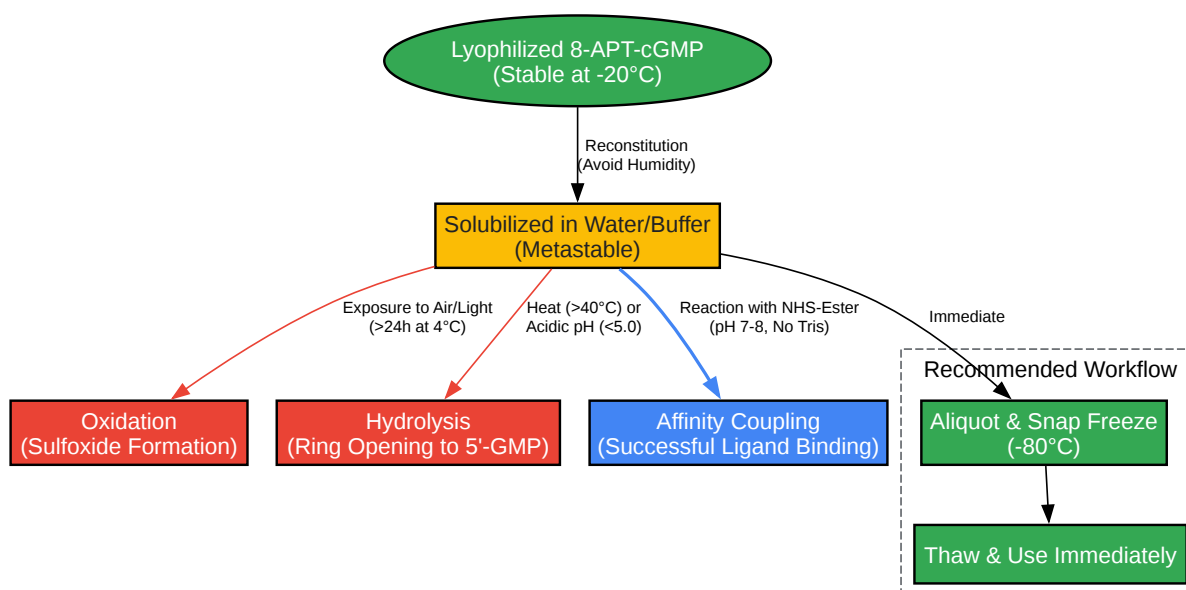 Lyophilized 8-APT-cGMP
(Stable at -20°C)
Reconstitution
(Avoid Humidity)
Solubilized in Water/Buffer
(Metastable)
Exposure to Air/Light
(>24h at 4°C)
Heat (>40°C) or
Acidic pH (<5.0)
Reaction with NHS-Ester
(pH 7-8, No Tris)
Immediate
Recommended Workflow
Oxidation
(Sulfoxide Formation)
Hydrolysis
(Ring Opening to 5'-GMP)
Affinity Coupling
(Successful Ligand Binding)
Aliquot & Snap Freeze
(-80°C)
Thaw & Use Immediately